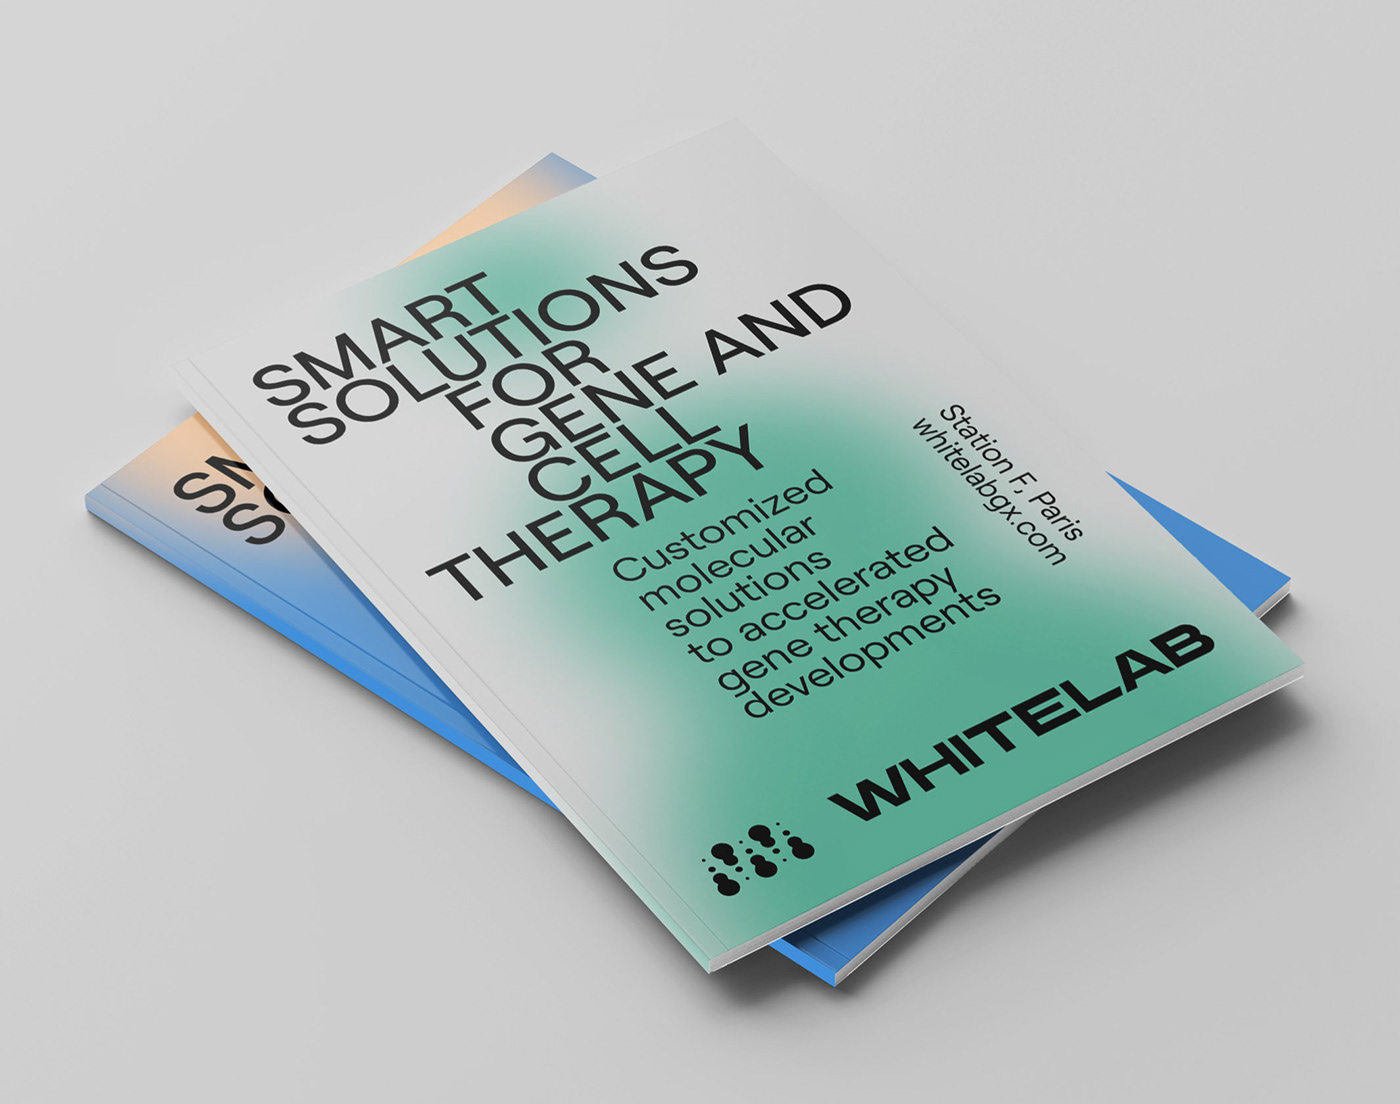 SMART
SOLUTIONS
FOR
GENE AND
CELL
THERAPY
Customized
molecular
solutions
to accelerated
gene therapy
developments
Station F, Paris
whitelabgx.com
WHITELAB